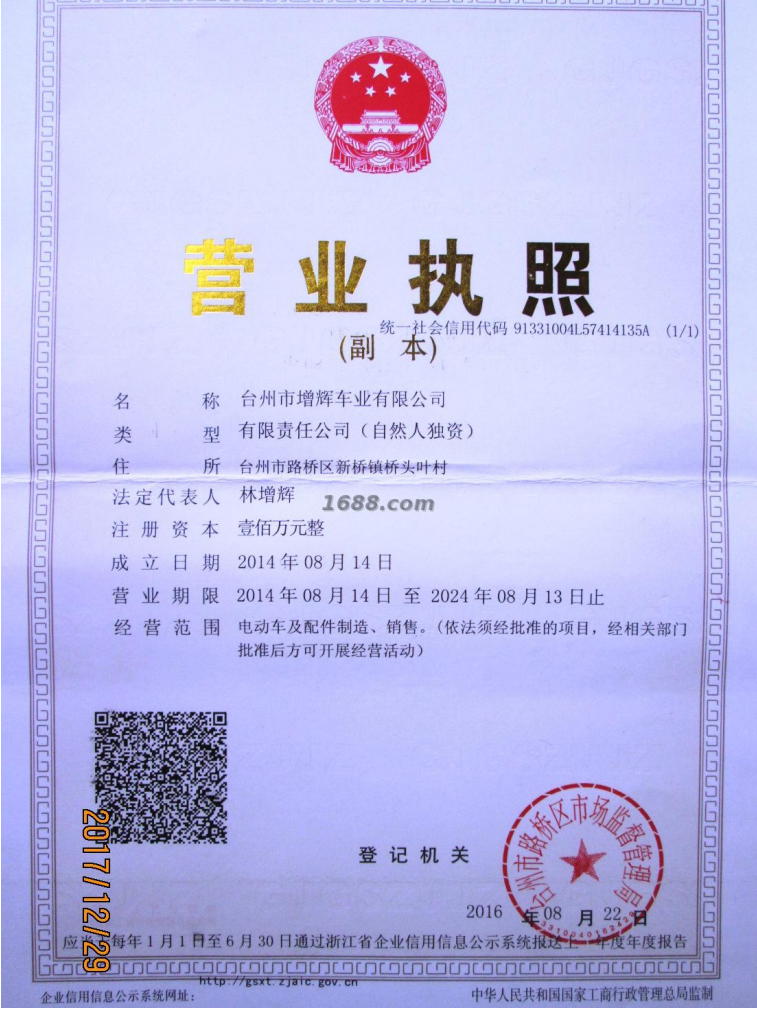 营业执照
统一社会信用代码 91331004L57414135A (1/1)
(副 本)
名 称 台州市增辉车业有限公司
类 型 有限责任公司（自然人独资）
住 所 台州市路桥区新桥镇桥头叶村
法定代表人 林增辉
1688.com
注册资本 壹佰万元整
成立日期 2014年08月14日
营业期限 2014年08月14日 至 2024年08月13日止
经营范围 电动车及配件制造、销售。(依法须经批准的项目，经相关部门
批准后方可开展经营活动）
2017/12/29
台州市路桥区市场监督管理局
登记机关
2016 年 08 月 22 日
每年1月1日至6月30日通过浙江省企业信用信息公示系统报送上一年度年度报告
http://gsxt.zjaic.gov.cn
企业信用信息公示系统网址：
中华人民共和国国家工商行政管理总局监制